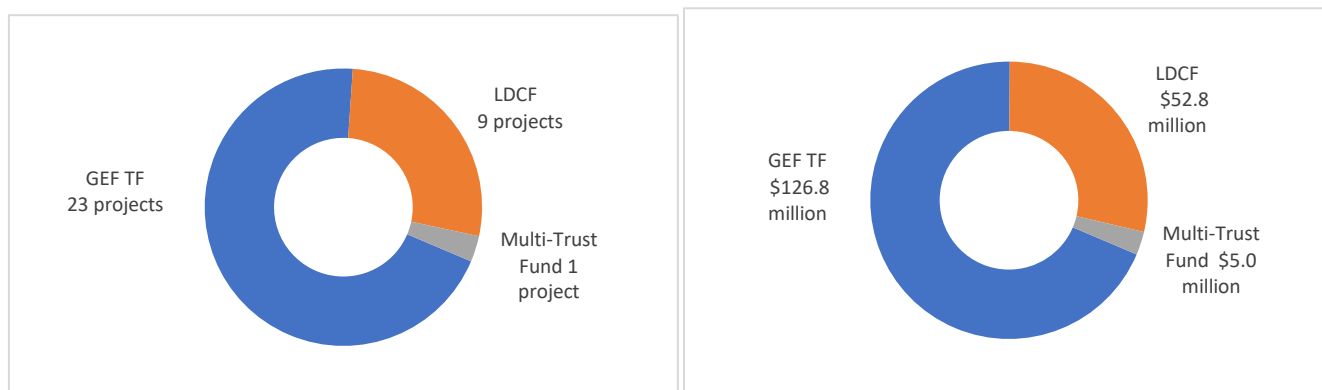 LDCF
9 projects
GEF TF
23 projects
Multi-Trust
Fund 1
project
LDCF
$52.8
million
GEF TF
$126.8
million
Multi-Trust
Fund $5.0
million